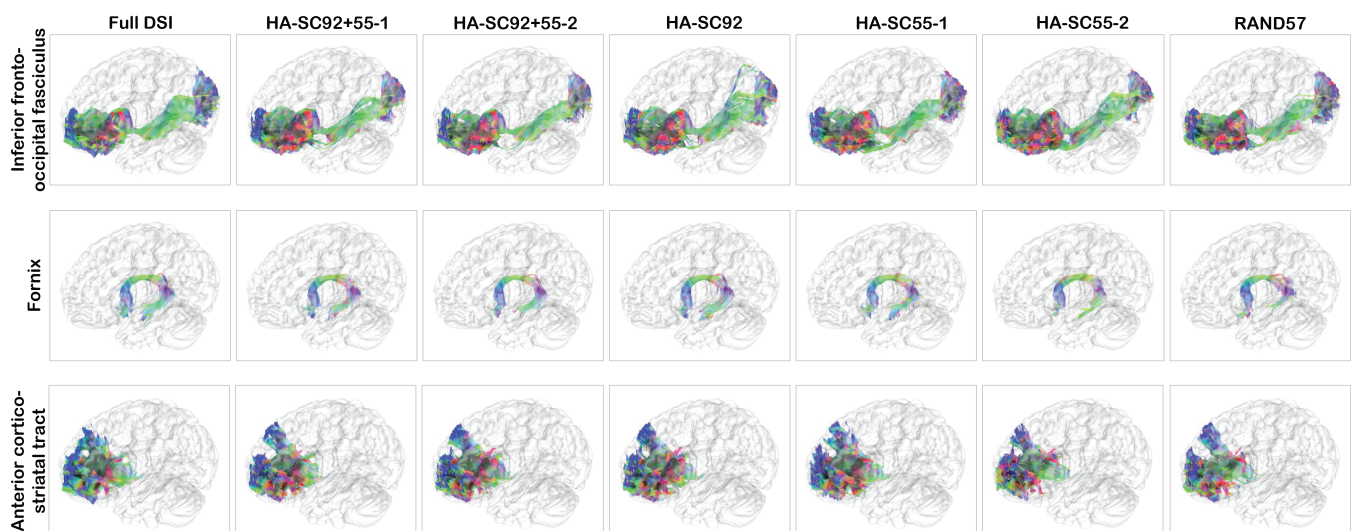 Full DSI
HA-SC92+55-1
HA-SC92+55-2
HA-SC92
HA-SC55-1
HA-SC55-2
RAND57
Inferior fronto-
occipital fasciculus
Fornix
Anterior cortico-
striatal tract